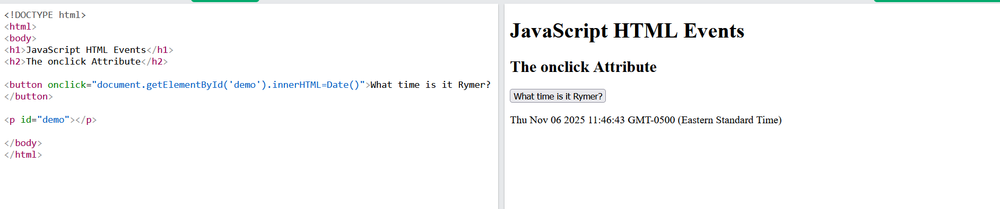 <!DOCTYPE html>
<html>
<body>
<h1>JavaScript HTML Events</h1>
<h2>The onclick Attribute</h2>
<button onclick="document.getElementById('demo').innerHTML=Date()">What time is it Rymer?
</button>
<p id="demo"></p>
</body>
</html>
JavaScript HTML Events
The onclick Attribute
What time is it Rymer?
Thu Nov 06 2025 11:46:43 GMT-0500 (Eastern Standard Time)